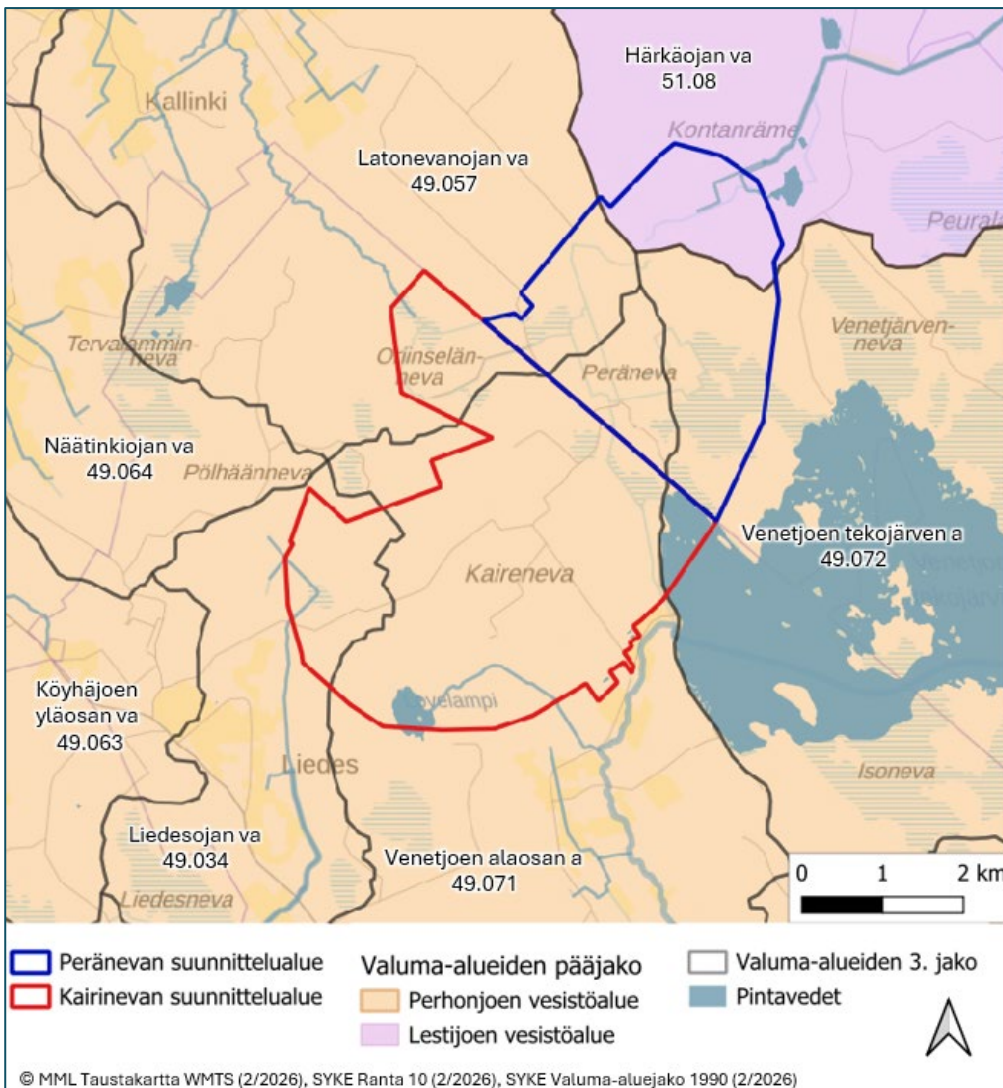 Härkäojan va
51.08
Kallinki
Kontanräme
Latonevanojan va
49.057
Peurala
Venetjärven-
neva
Tervalammin-
neva
Oriinselän-
neva
Peräneva
Näätinkiojan va
49.064
Pölhäänneva
Venetjoen tekojärven a
49.072
Kaireneva
Köyhäjoen
yläosan va
49.063
Lovelampi
Liedes
Isoneva
Liedesojan va
49.034
Venetjoen alaosan a
49.071
Liedesneva
0 1 2 km
Peränevan suunnittelualue
Kairinevan suunnittelualue
Valuma-alueiden pääjako
Perhonjoen vesistöalue
Lestijoen vesistöalue
Valuma-alueiden 3. jako
Pintavedet
© MML Taustakartta WMTS (2/2026), SYKE Ranta 10 (2/2026), SYKE Valuma-aluejako 1990 (2/2026)